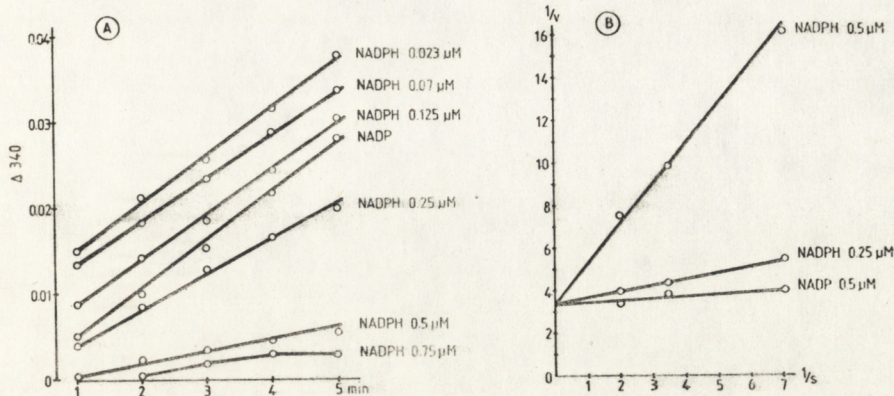 A
0.04
0.03
0.02
0.01
0
Δ 340
NADPH 0.023 µM
NADPH 0.07 µM
NADPH 0.125 µM
NADP
NADPH 0.25 µM
NADPH 0.5 µM
NADPH 0.75 µM
1 2 3 4 5 min
B
1/v
16
14
12
10
8
6
4
2
0
NADPH 0.5 µM
NADPH 0.25 µM
NADP 0.5 µM
1 2 3 4 5 6 7 1/s